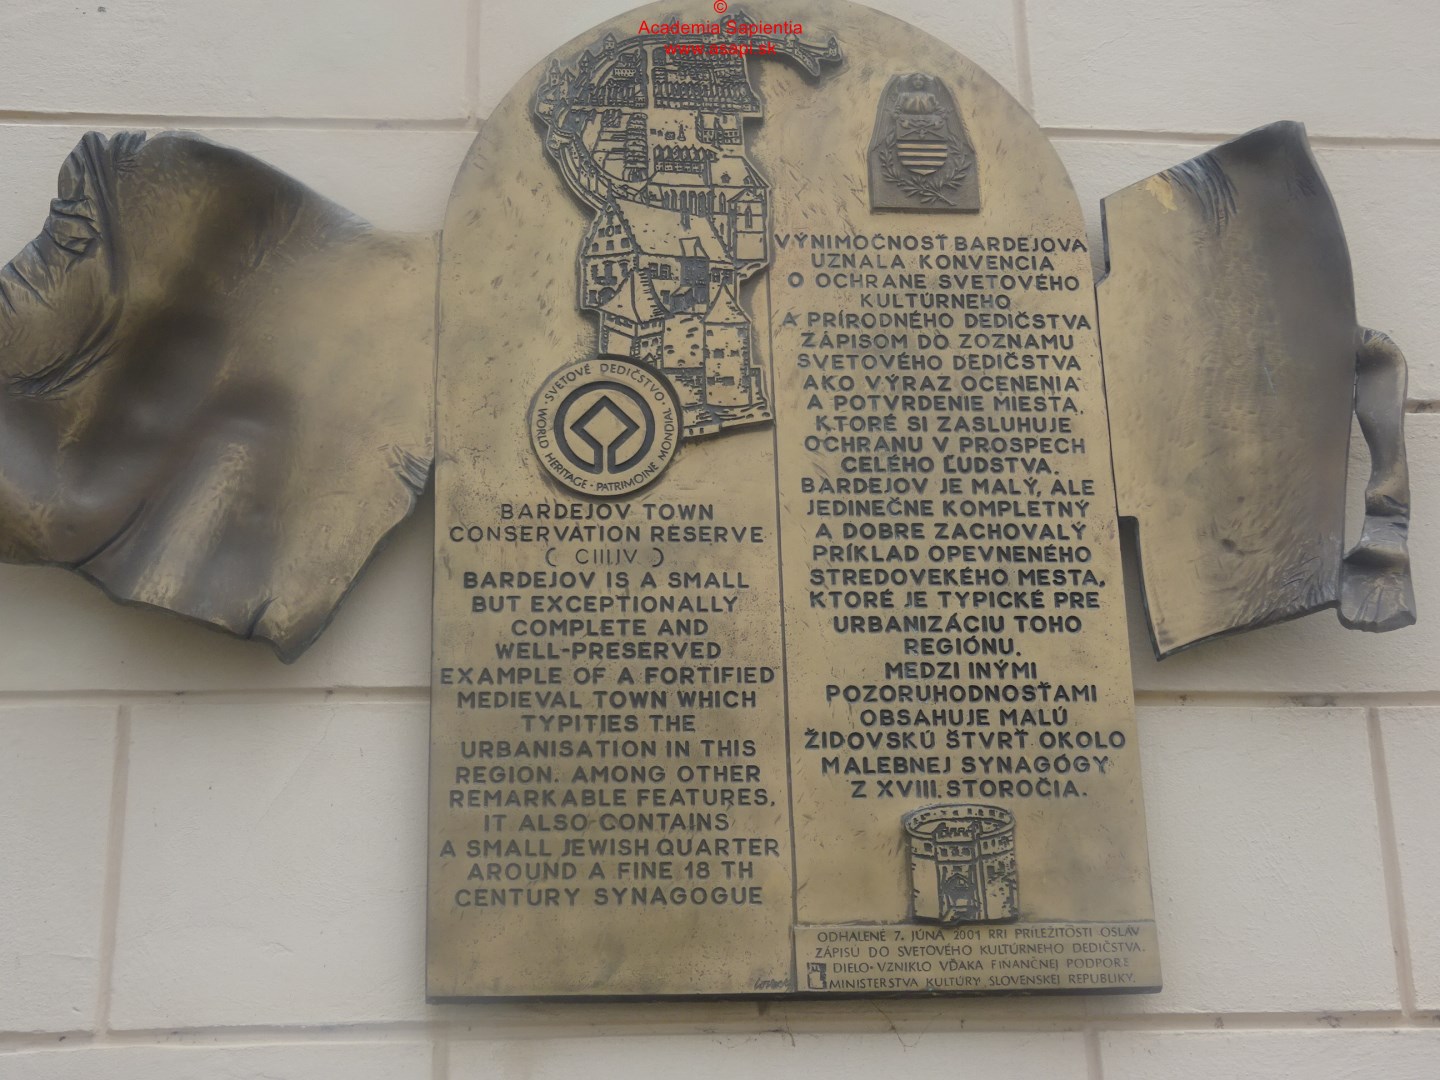 ©
Academia Sapientia
www.asapi.sk
SVETOVÉ DEDIČSTVO · WORLD HERITAGE · PATRIMOINE MONDIAL ·
BARDEJOV TOWN
CONSERVATION RESERVE
( CIII,IV )
BARDEJOV IS A SMALL
BUT EXCEPTIONALLY
COMPLETE AND
WELL-PRESERVED
EXAMPLE OF A FORTIFIED
MEDIEVAL TOWN WHICH
TYPITIES THE
URBANISATION IN THIS
REGION. AMONG OTHER
REMARKABLE FEATURES,
IT ALSO CONTAINS
A SMALL JEWISH QUARTER
AROUND A FINE 18 TH
CENTURY SYNAGOGUE
VÝNIMOČNOSŤ BARDEJOVA
UZNALA KONVENCIA
O OCHRANE SVETOVÉHO
KULTÚRNEHO
A PRÍRODNÉHO DEDIČSTVA
ZÁPISOM DO ZOZNAMU
SVETOVÉHO DEDIČSTVA
AKO VÝRAZ OCENENIA
A POTVRDENIE MIESTA,
KTORÉ SI ZASLUHUJE
OCHRANU V PROSPECH
CELÉHO ĽUDSTVA.
BARDEJOV JE MALÝ, ALE
JEDINEČNE KOMPLETNÝ
A DOBRE ZACHOVALÝ
PRÍKLAD OPEVNENÉHO
STREDOVEKÉHO MESTA,
KTORÉ JE TYPICKÉ PRE
URBANIZÁCIU TOHO
REGIÓNU.
MEDZI INÝMI
POZORUHODNOSŤAMI
OBSAHUJE MALÚ
ŽIDOVSKÚ ŠTVRŤ OKOLO
MALEBNEJ SYNAGÓGY
Z XVIII. STOROČIA.
ODHALENÉ 7. JÚNA 2001 RRI PRÍLEŽITOSTI OSLÁV
ZÁPISU DO SVETOVÉHO KULTÚRNEHO DEDIČSTVA.
DIELO VZNIKLO VĎAKA FINANČNEJ PODPORE
MINISTERSTVA KULTÚRY SLOVENSKEJ REPUBLIKY.